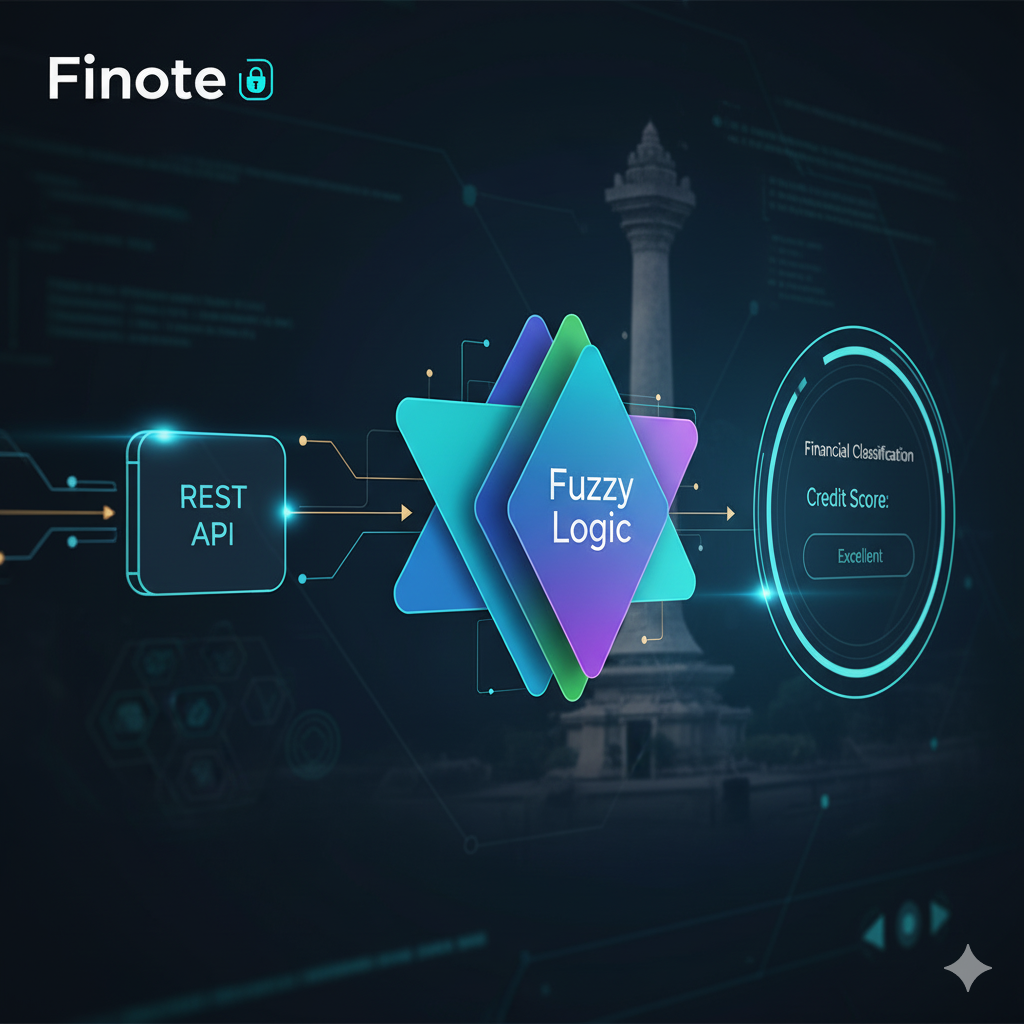 Finote
REST
API
Fuzzy
Logic
Financial Classification
Credit Score:
Excellent